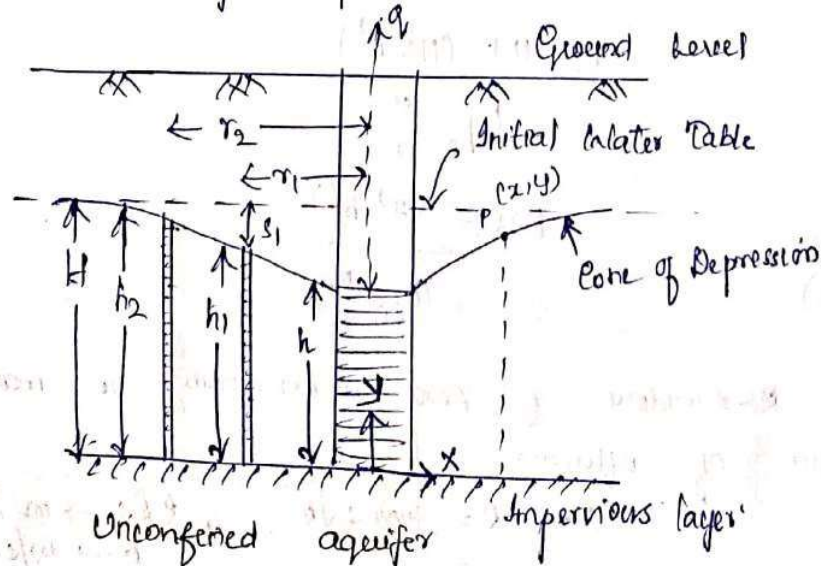 q
Ground Level
r2
Initial Water Table
r1
P (x,y)
s1
Cone of Depression
H
h2
h1
h
y
x
Impervious layer
Unconfined aquifer